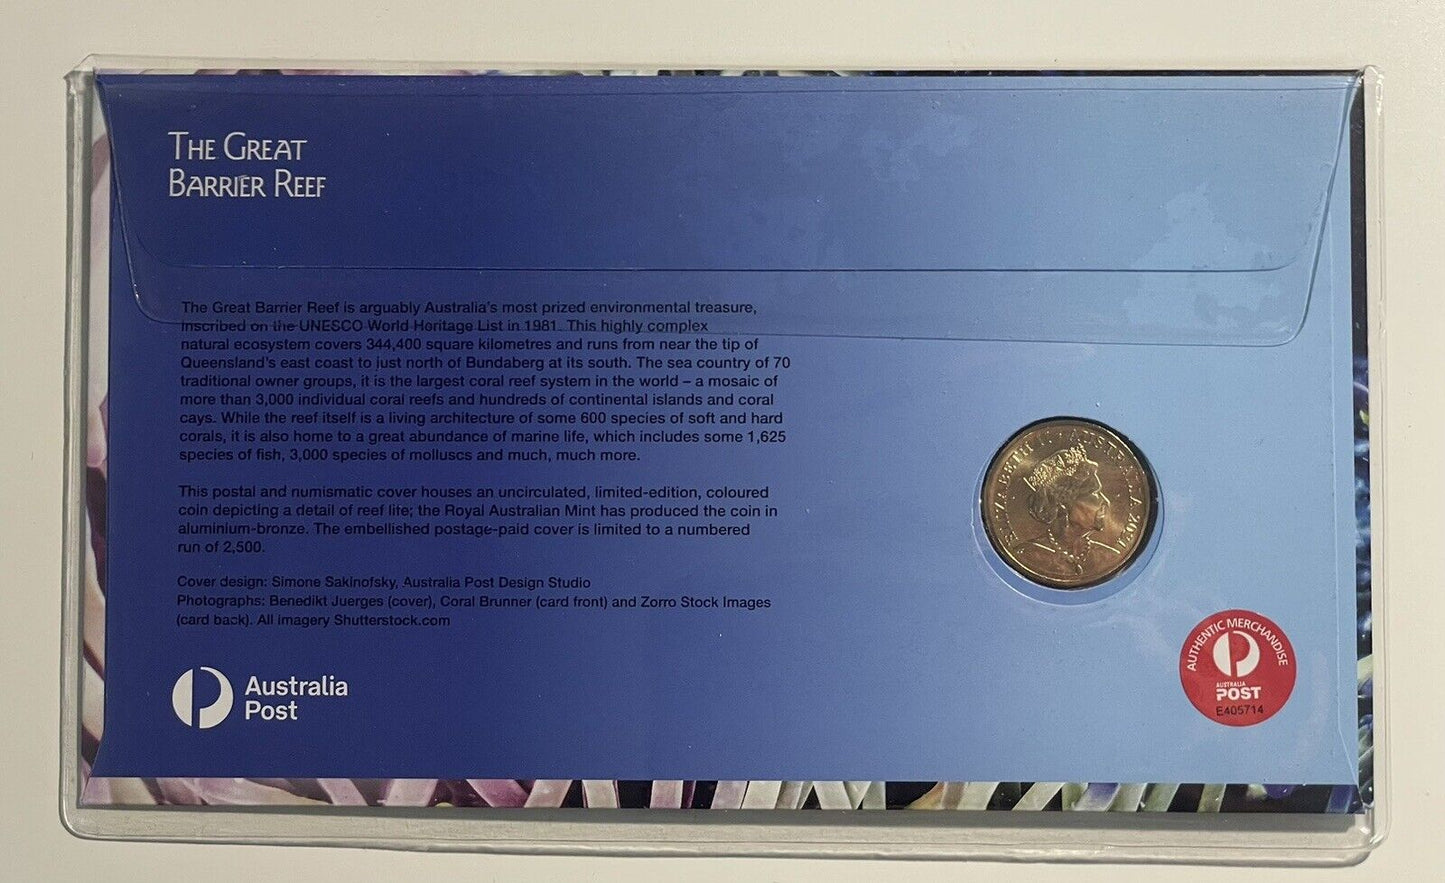 THE GREAT
BARRIER REEF
The Great Barrier Reef is arguably Australia's most prized environmental treasure,
inscribed on the UNESCO World Heritage List in 1981. This highly complex
natural ecosystem covers 344,400 square kilometres and runs from near the tip of
Queensland's east coast to just north of Bundaberg at its south. The sea country of 70
traditional owner groups, it is the largest coral reef system in the world – a mosaic of
more than 3,000 individual coral reefs and hundreds of continental islands and coral
cays. While the reef itself is a living architecture of some 600 species of soft and hard
corals, it is also home to a great abundance of marine life, which includes some 1,625
species of fish, 3,000 species of molluscs and much, much more.
This postal and numismatic cover houses an uncirculated, limited-edition, coloured
coin depicting a detail of reef life; the Royal Australian Mint has produced the coin in
aluminium-bronze. The embellished postage-paid cover is limited to a numbered
run of 2,500.
Cover design: Simone Sakinofsky, Australia Post Design Studio
Photographs: Benedikt Juerges (cover), Coral Brunner (card front) and Zorro Stock Images
(card back). All imagery Shutterstock.com
Australia
Post
ELIZABETH II AUSTRALIA 2021
AUTHENTIC MERCHANDISE
AUSTRALIA
POST
E405714